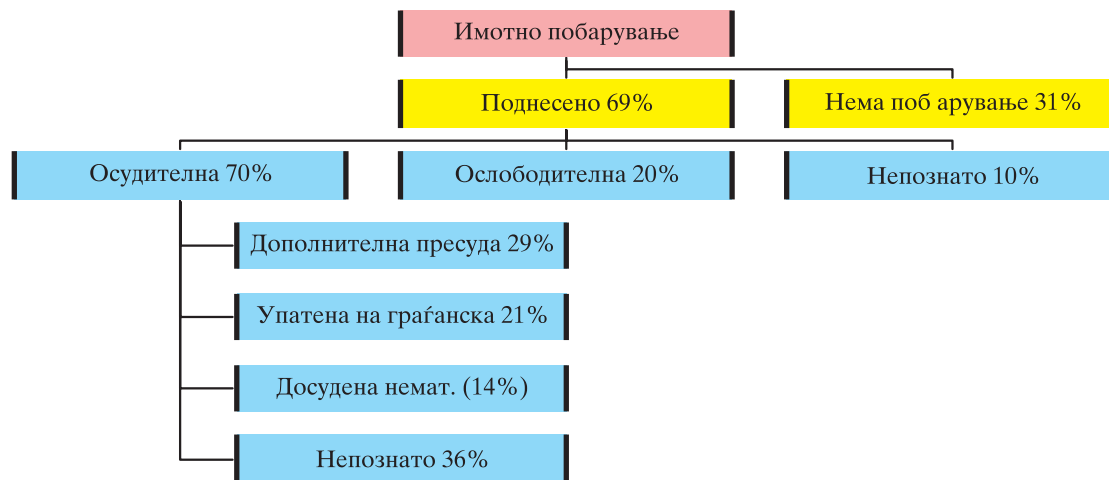 Имотно побарување
Поднесено 69%
Нема поб арување 31%
Осудителна 70%
Ослободителна 20%
Непознато 10%
Дополнителна пресуда 29%
Упатена на граѓанска 21%
Досудена немат. (14%)
Непознато 36%